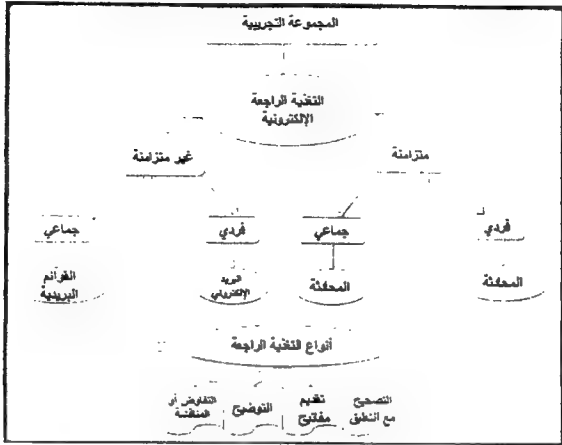 المجموعة التجريبية
التغذية الراجعة
الإلكترونية
متزامنة
غير متزامنة
فردي
جماعي
فردي
جماعي
المحادثة
المحادثة
البريد
الإلكتروني
القوائم
البريدية
أنواع التغذية الراجعة
التصحيح
مع التعليق
تقديم
مفاتيح
التوضيح
التفاوض أو
المناقشة